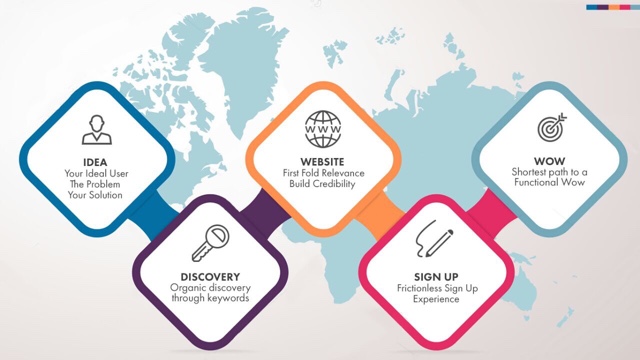 IDEA
Your Ideal User
The Problem
Your Solution
DISCOVERY
Organic discovery
through keywords
WWW
WEBSITE
First Fold Relevance
Build Credibility
SIGN UP
Frictionless Sign Up
Experience
WOW
Shortest path to a
Functional Wow